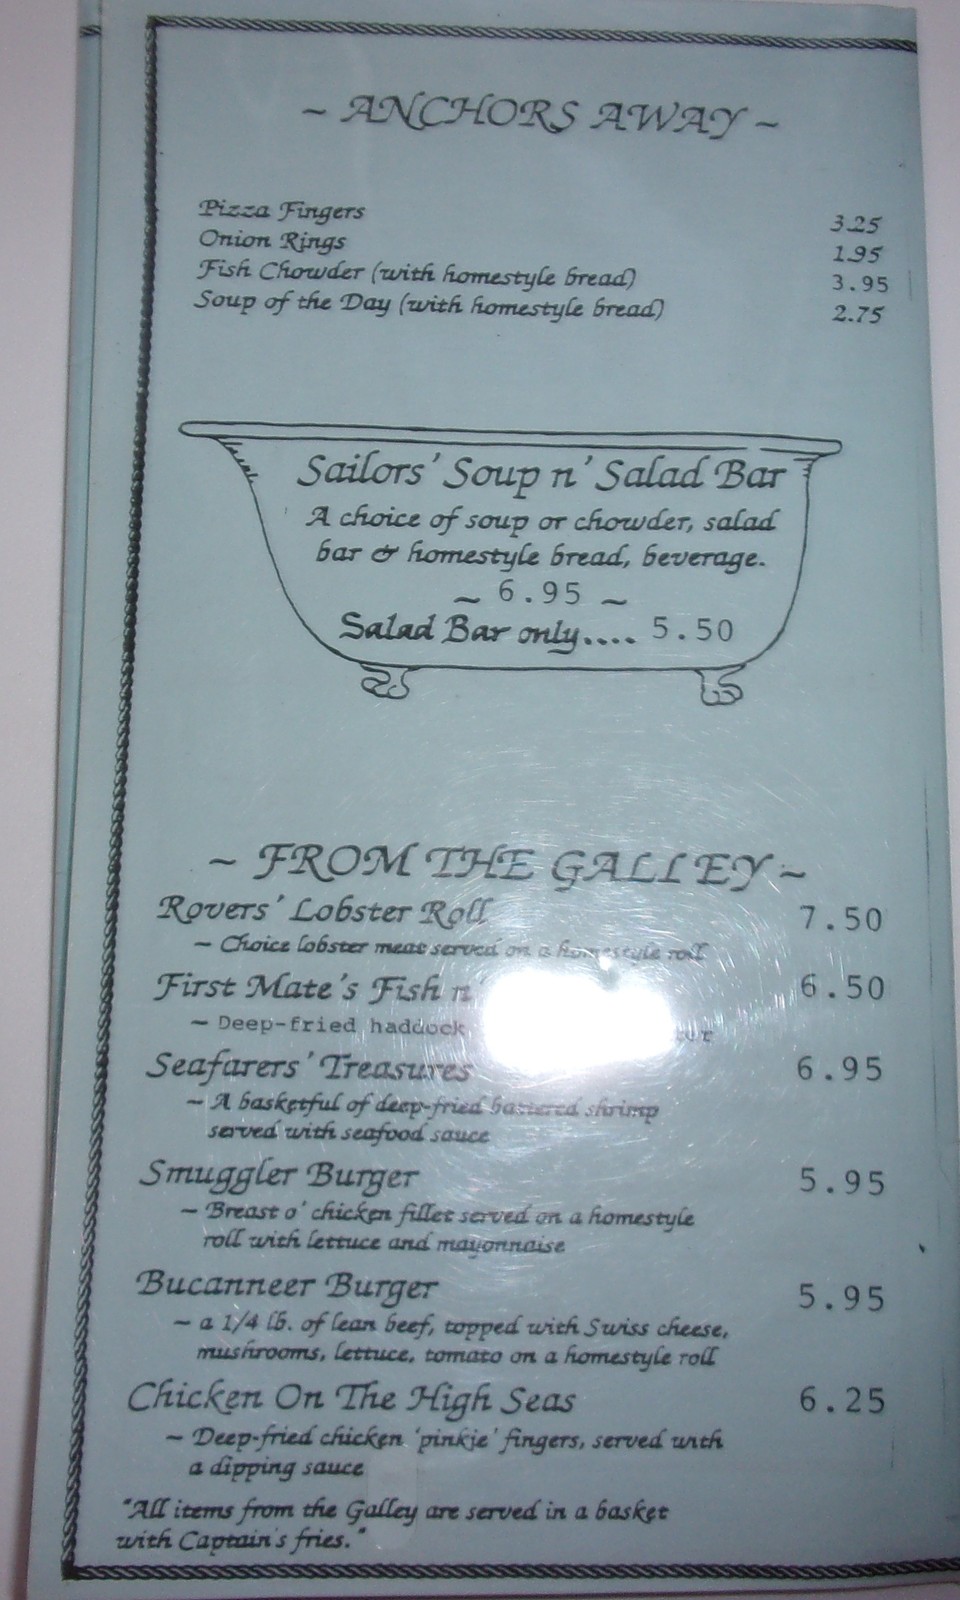 ~ ANCHORS AWAY ~
Pizza Fingers 3.25
Onion Rings 1.95
Fish Chowder (with homestyle bread) 3.95
Soup of the Day (with homestyle bread) 2.75
Sailors' Soup n' Salad Bar
A choice of soup or chowder, salad
bar & homestyle bread, beverage.
~ 6.95 ~
Salad Bar only.... 5.50
~ FROM THE GALLEY ~
Rovers' Lobster Roll 7.50
~ Choice lobster meat served on a homestyle roll
First Mate's Fish n' 6.50
~ Deep-fried haddock
Seafarers' Treasures 6.95
~ A basketful of deep-fried battered shrimp
served with seafood sauce
Smuggler Burger 5.95
~ Breast o' chicken fillet served on a homestyle
roll with lettuce and mayonnaise
Bucanneer Burger 5.95
~ a 1/4 lb. of lean beef, topped with Swiss cheese,
mushrooms, lettuce, tomato on a homestyle roll
Chicken On The High Seas 6.25
~ Deep-fried chicken 'pinkie' fingers, served with
a dipping sauce
"All items from the Galley are served in a basket
with Captain's fries."